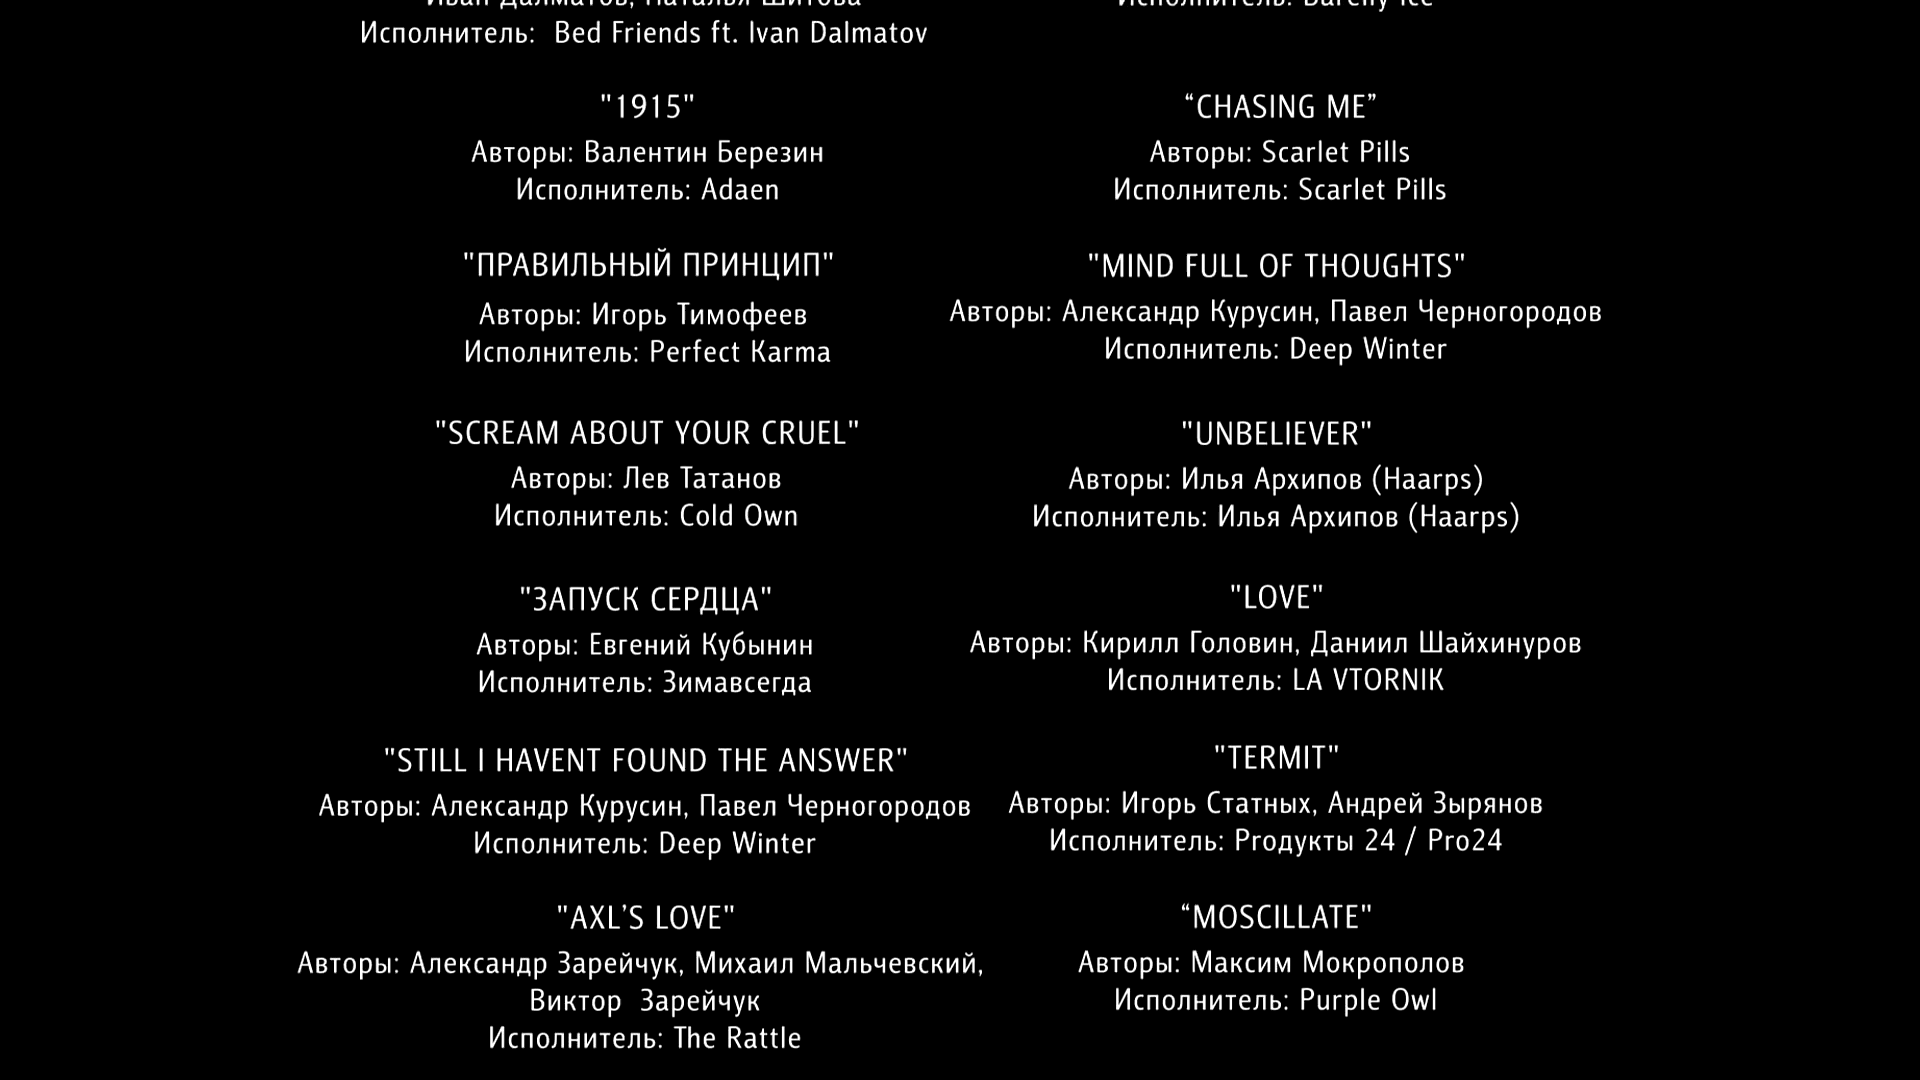 Исполнитель:  Bed Friends ft. Ivan Dalmatov
"1915"
Авторы: Валентин Березин
Исполнитель: Adaen
"ПРАВИЛЬНЫЙ ПРИНЦИП"
Авторы: Игорь Тимофеев
Исполнитель: Perfect Karma
"SCREAM ABOUT YOUR CRUEL"
Авторы: Лев Татанов
Исполнитель: Cold Own
"ЗАПУСК СЕРДЦА"
Авторы: Евгений Кубынин
Исполнитель: Зимавсегда
"STILL I HAVENT FOUND THE ANSWER"
Авторы: Александр Курусин, Павел Черногородов
Исполнитель: Deep Winter
"AXL’S LOVE"
Авторы: Александр Зарейчук, Михаил Мальчевский,
Виктор  Зарейчук
Исполнитель: The Rattle
“CHASING ME”
Авторы: Scarlet Pills
Исполнитель: Scarlet Pills
"MIND FULL OF THOUGHTS"
Авторы: Александр Курусин, Павел Черногородов
Исполнитель: Deep Winter
"UNBELIEVER"
Авторы: Илья Архипов (Haarps)
Исполнитель: Илья Архипов (Haarps)
"LOVE"
Авторы: Кирилл Головин, Даниил Шайхинуров
Исполнитель: LA VTORNIK
"TERMIT"
Авторы: Игорь Статных, Андрей Зырянов
Исполнитель: Prодукты 24 / Pro24
“MOSCILLATE"
Авторы: Максим Мокрополов
Исполнитель: Purple Owl